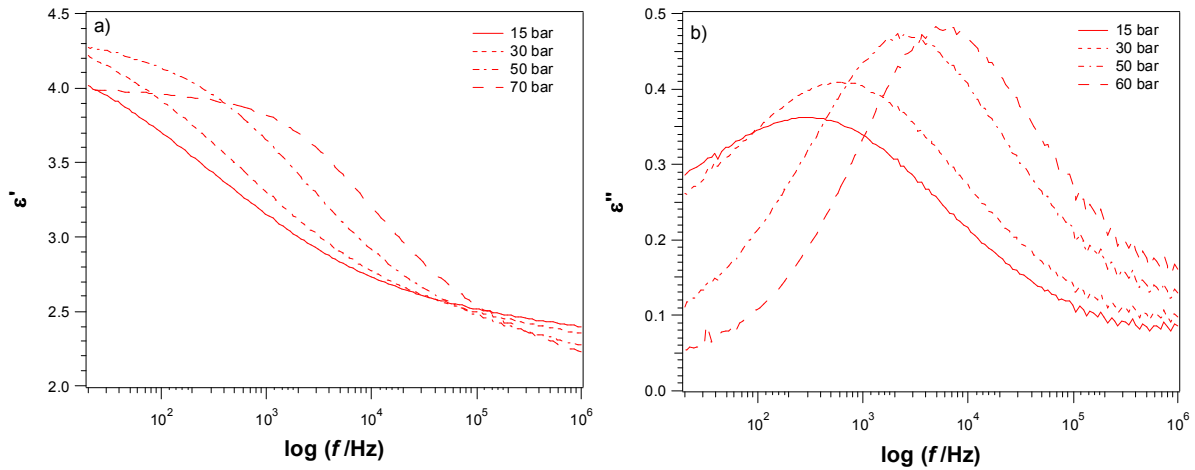 a)
15 bar
30 bar
50 bar
70 bar
4.5
4.0
3.5
3.0
2.5
2.0
ε'
10²
10³
10⁴
10⁵
10⁶
log (f /Hz)
b)
15 bar
30 bar
50 bar
60 bar
0.5
0.4
0.3
0.2
0.1
0.0
ε"
10²
10³
10⁴
10⁵
10⁶
log (f /Hz)